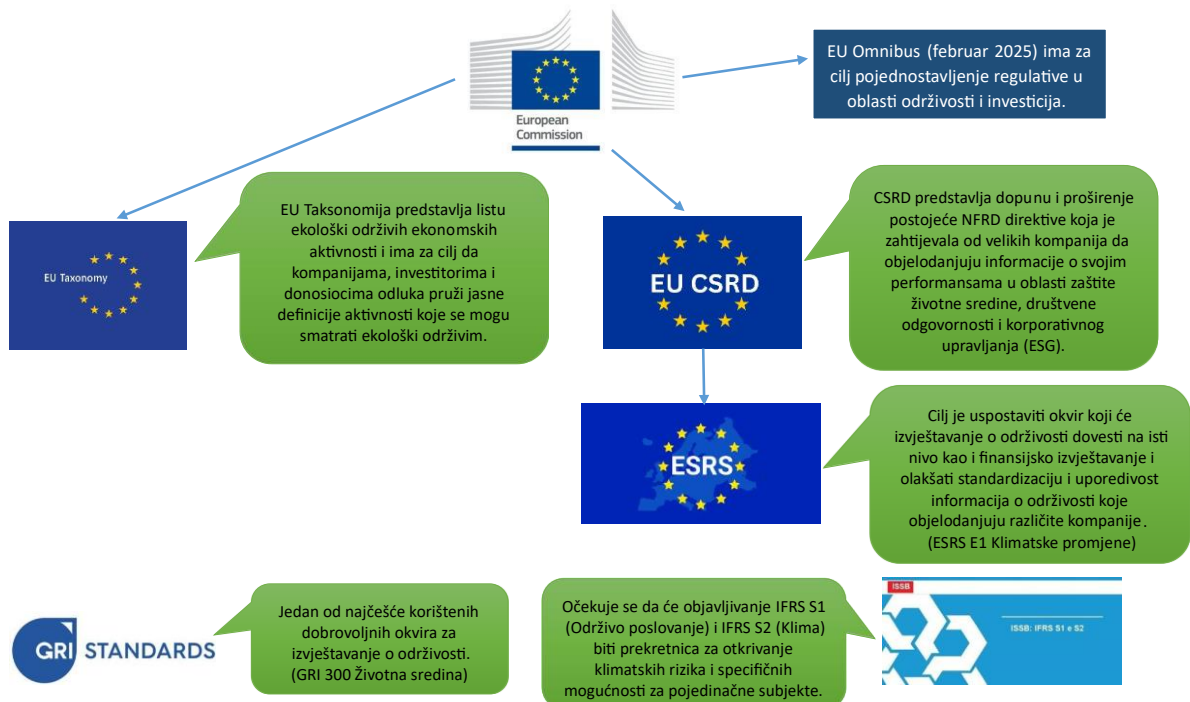 European
Commission
EU Omnibus (februar 2025) ima za
cilj pojednostavljenje regulative u
oblasti održivosti i investicija.
EU Taxonomy
EU Taksonomija predstavlja listu
ekološki održivih ekonomskih
aktivnosti i ima za cilj da
kompanijama, investitorima i
donosiocima odluka pruži jasne
definicije aktivnosti koje se mogu
smatrati ekološki održivim.
EU CSRD
CSRD predstavlja dopunu i proširenje
postojeće NFRD direktive koja je
zahtijevala od velikih kompanija da
objelodanjuju informacije o svojim
performansama u oblasti zaštite
životne sredine, društvene
odgovornosti i korporativnog
upravljanja (ESG).
ESRS
Cilj je uspostaviti okvir koji će
izvještavanje o održivosti dovesti na isti
nivo kao i finansijsko izvještavanje i
olakšati standardizaciju i uporedivost
informacija o održivosti koje
objelodanjuju različite kompanije.
(ESRS E1 Klimatske promjene)
GRI STANDARDS
Jedan od najčešće korištenih
dobrovoljnih okvira za
izvještavanje o održivosti.
(GRI 300 Životna sredina)
Očekuje se da će objavljivanje IFRS S1
(Održivo poslovanje) i IFRS S2 (Klima)
biti prekretnica za otkrivanje
klimatskih rizika i specifičnih
mogućnosti za pojedinačne subjekte.
ISSB
ISSB: IFRS S1 e S2